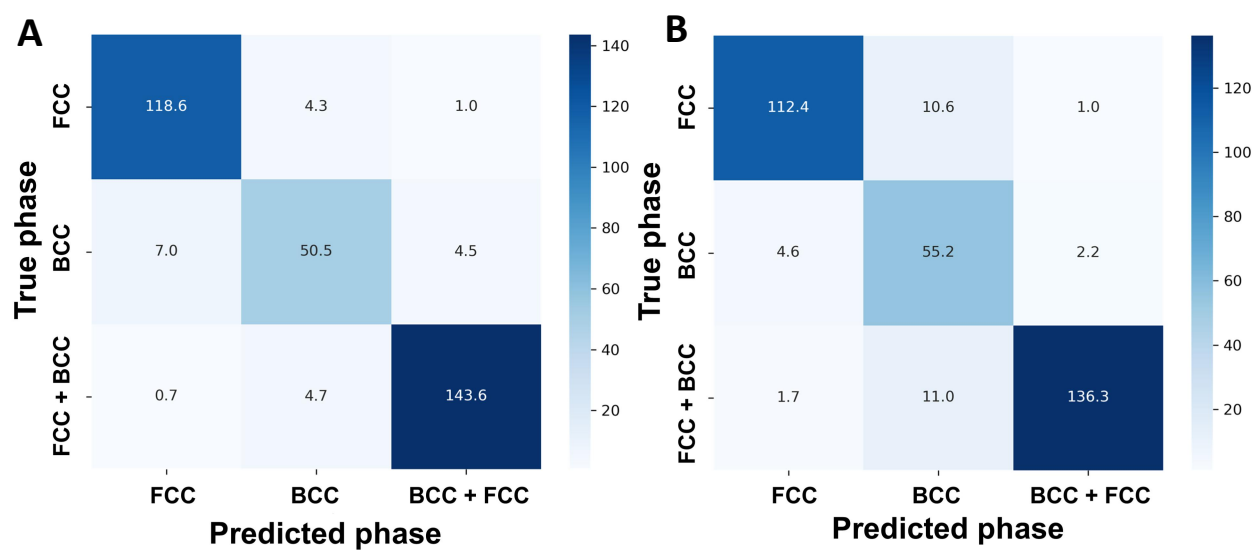 A
FCC
BCC
FCC + BCC
True phase
118.6 4.3 1.0
7.0 50.5 4.5
0.7 4.7 143.6
FCC BCC BCC + FCC
Predicted phase
140
120
100
80
60
40
20
B
FCC
BCC
FCC + BCC
True phase
112.4 10.6 1.0
4.6 55.2 2.2
1.7 11.0 136.3
FCC BCC BCC + FCC
Predicted phase
120
100
80
60
40
20